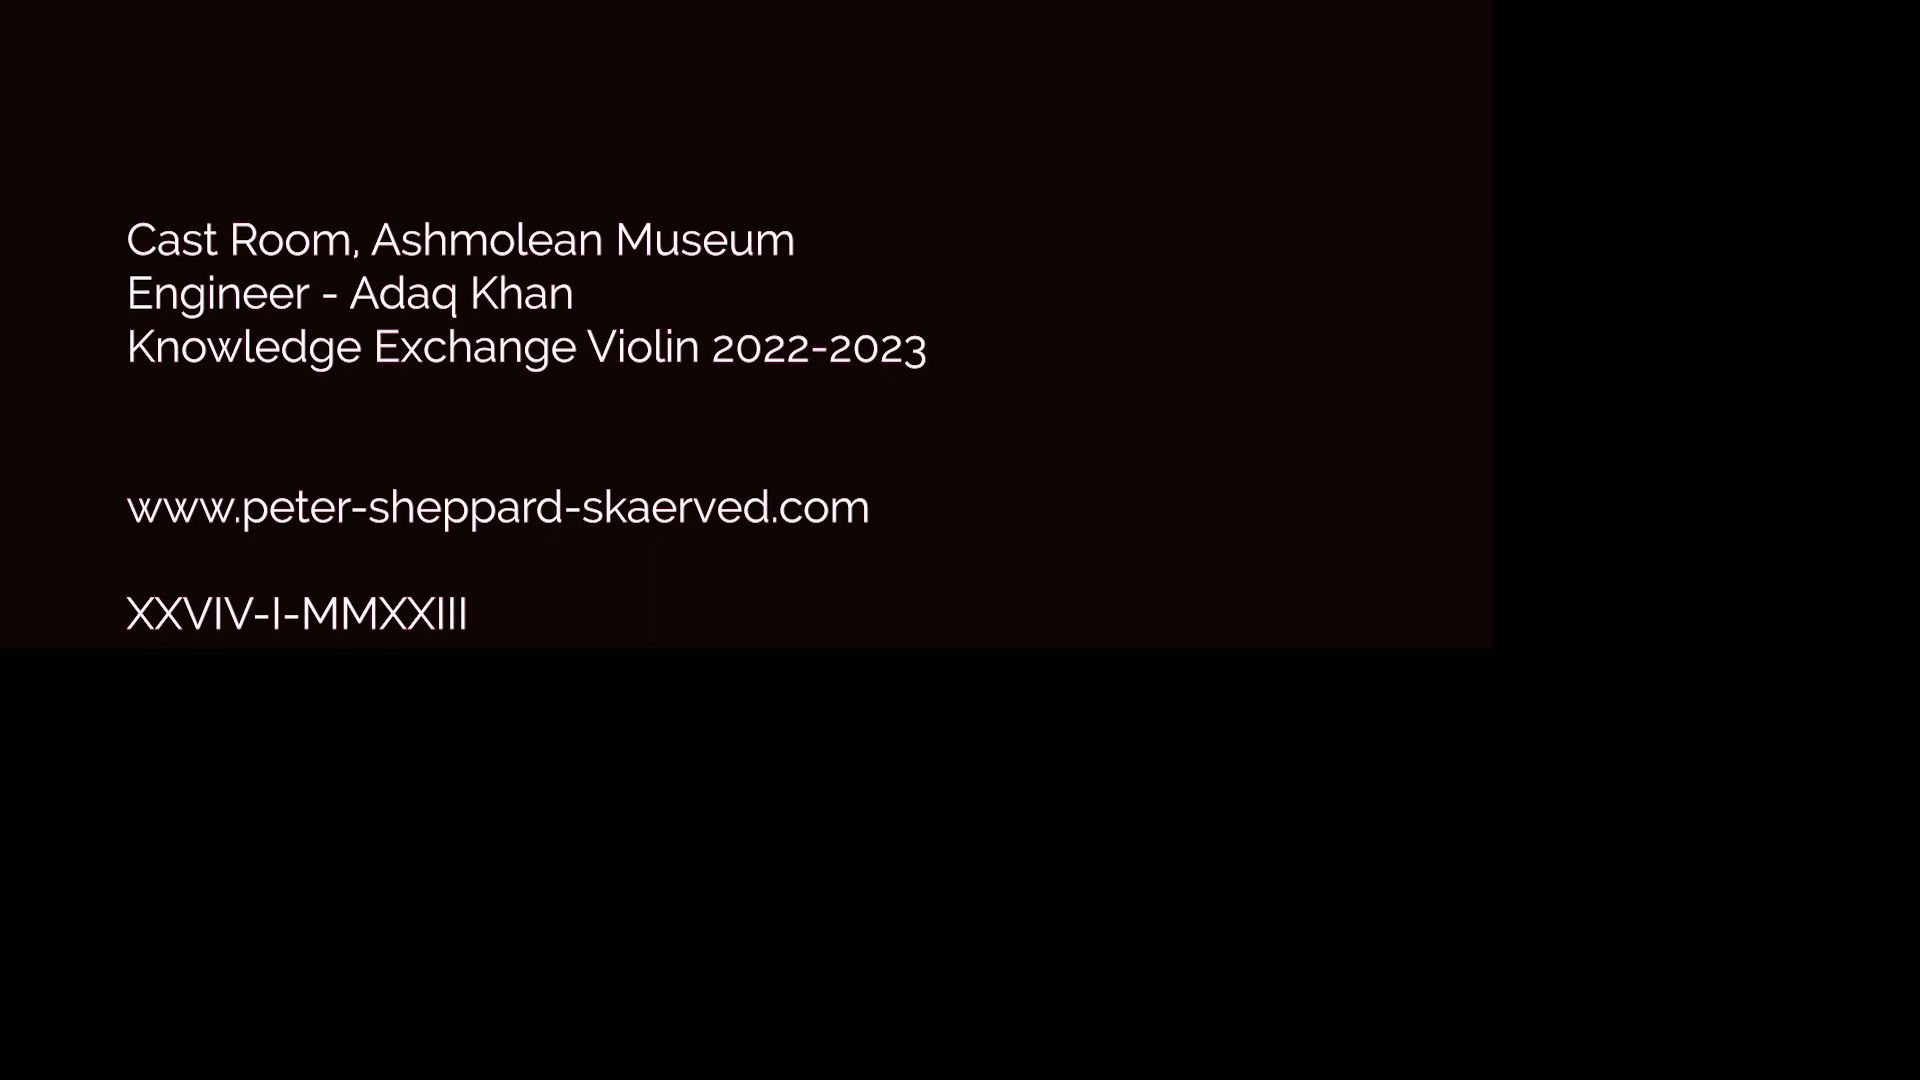 Cast Room, Ashmolean Museum
Engineer - Adaq Khan
Knowledge Exchange Violin 2022-2023
www.peter-sheppard-skaerved.com
XXVIV-I-MMXXIII